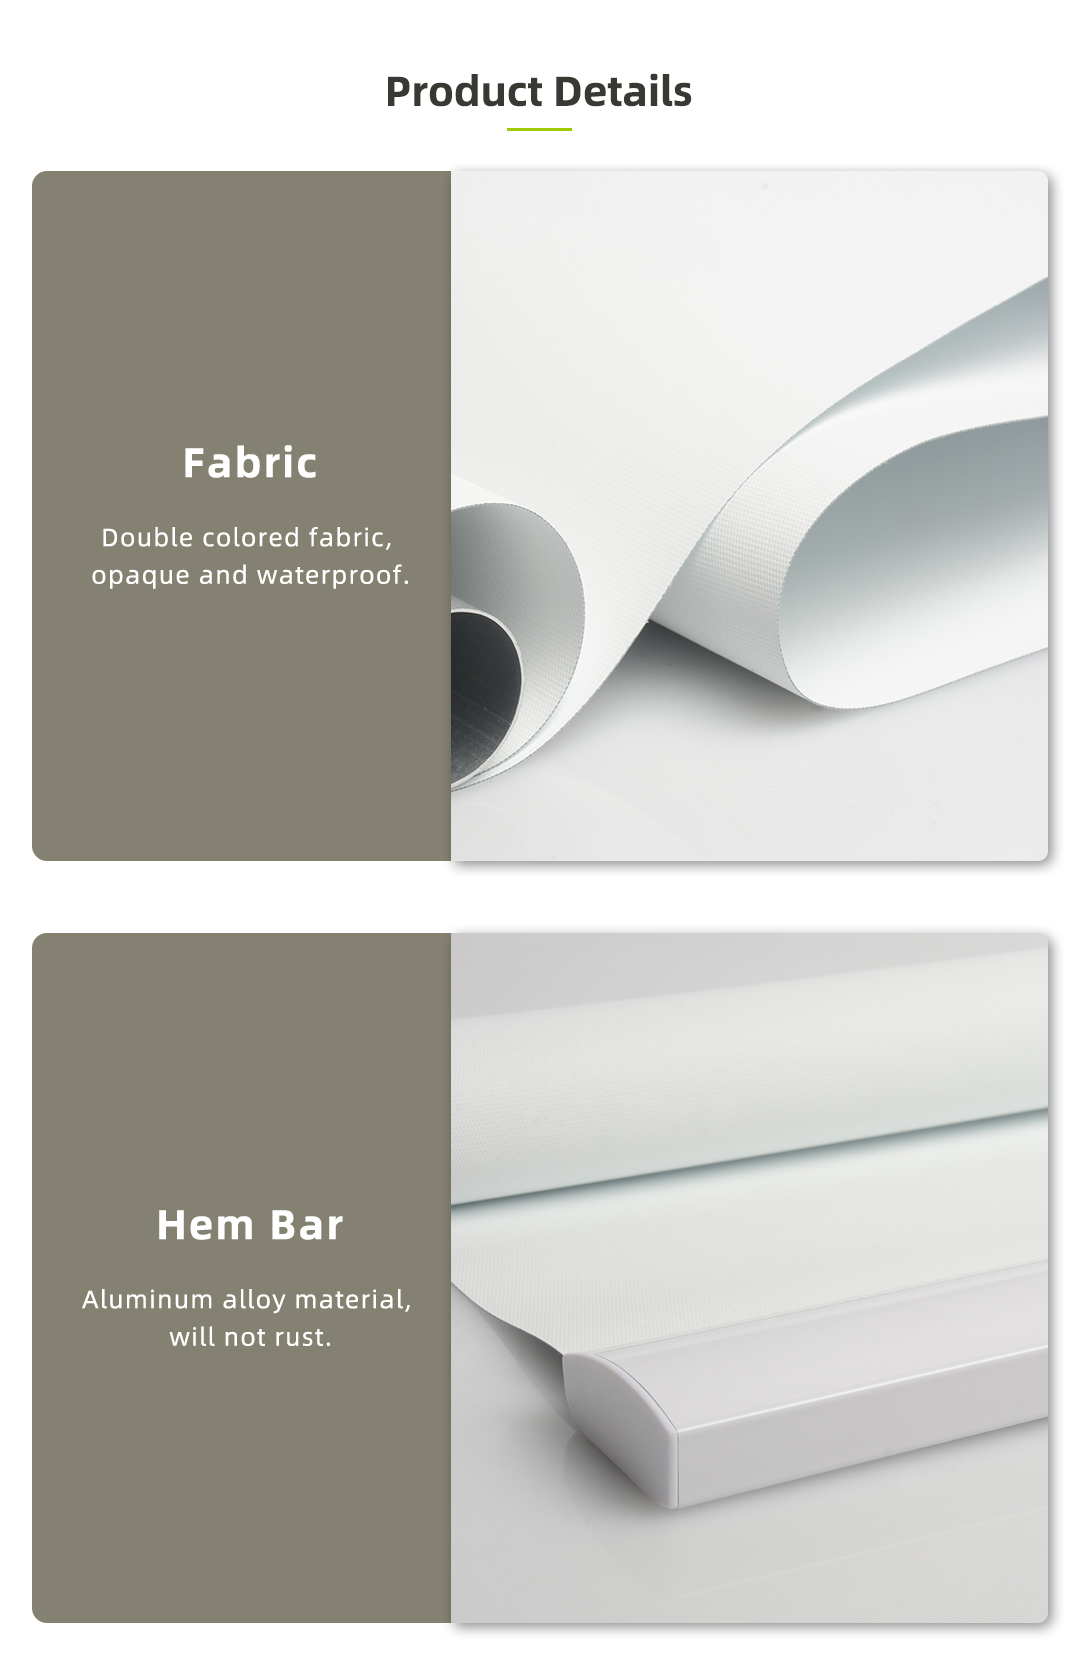 Product Details
Fabric
Double colored fabric,
opaque and waterproof.
Hem Bar
Aluminum alloy material,
will not rust.